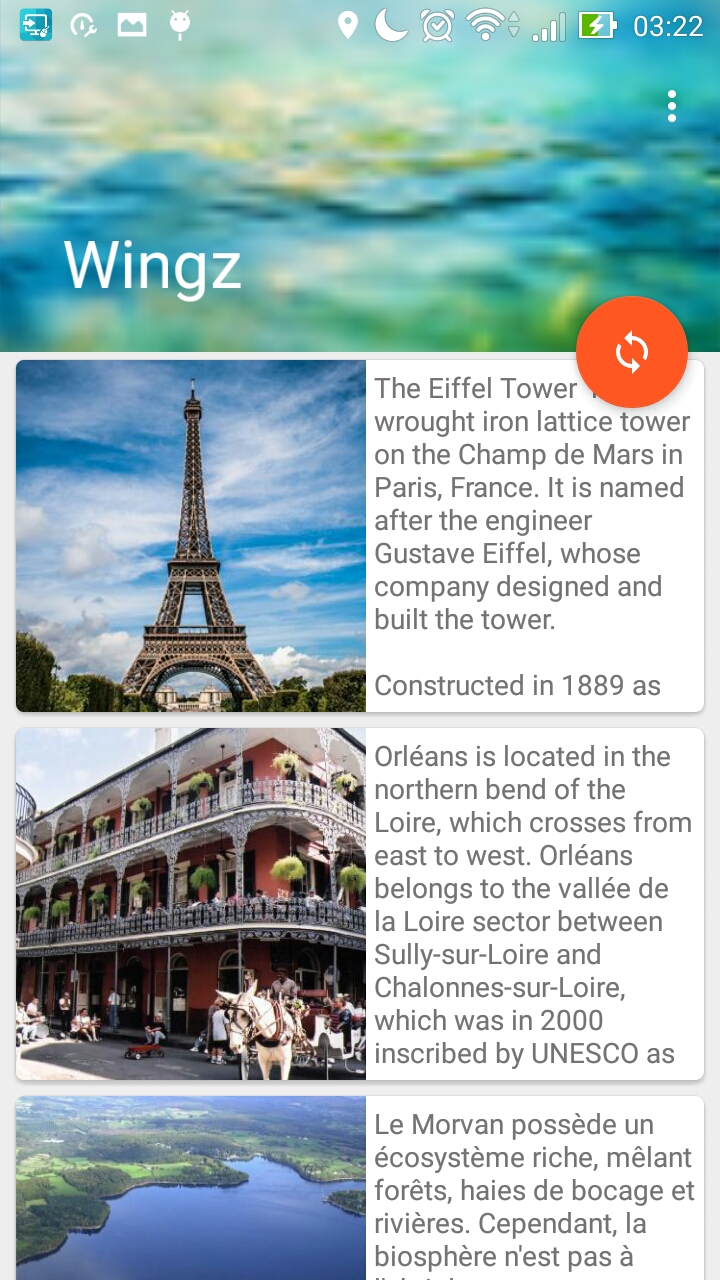 03:22
Wingz
The Eiffel Tower
wrought iron lattice tower
on the Champ de Mars in
Paris, France. It is named
after the engineer
Gustave Eiffel, whose
company designed and
built the tower.
Constructed in 1889 as
Orléans is located in the
northern bend of the
Loire, which crosses from
east to west. Orléans
belongs to the vallée de
la Loire sector between
Sully-sur-Loire and
Chalonnes-sur-Loire,
which was in 2000
inscribed by UNESCO as
Le Morvan possède un
écosystème riche, mêlant
forêts, haies de bocage et
rivières. Cependant, la
biosphère n'est pas à